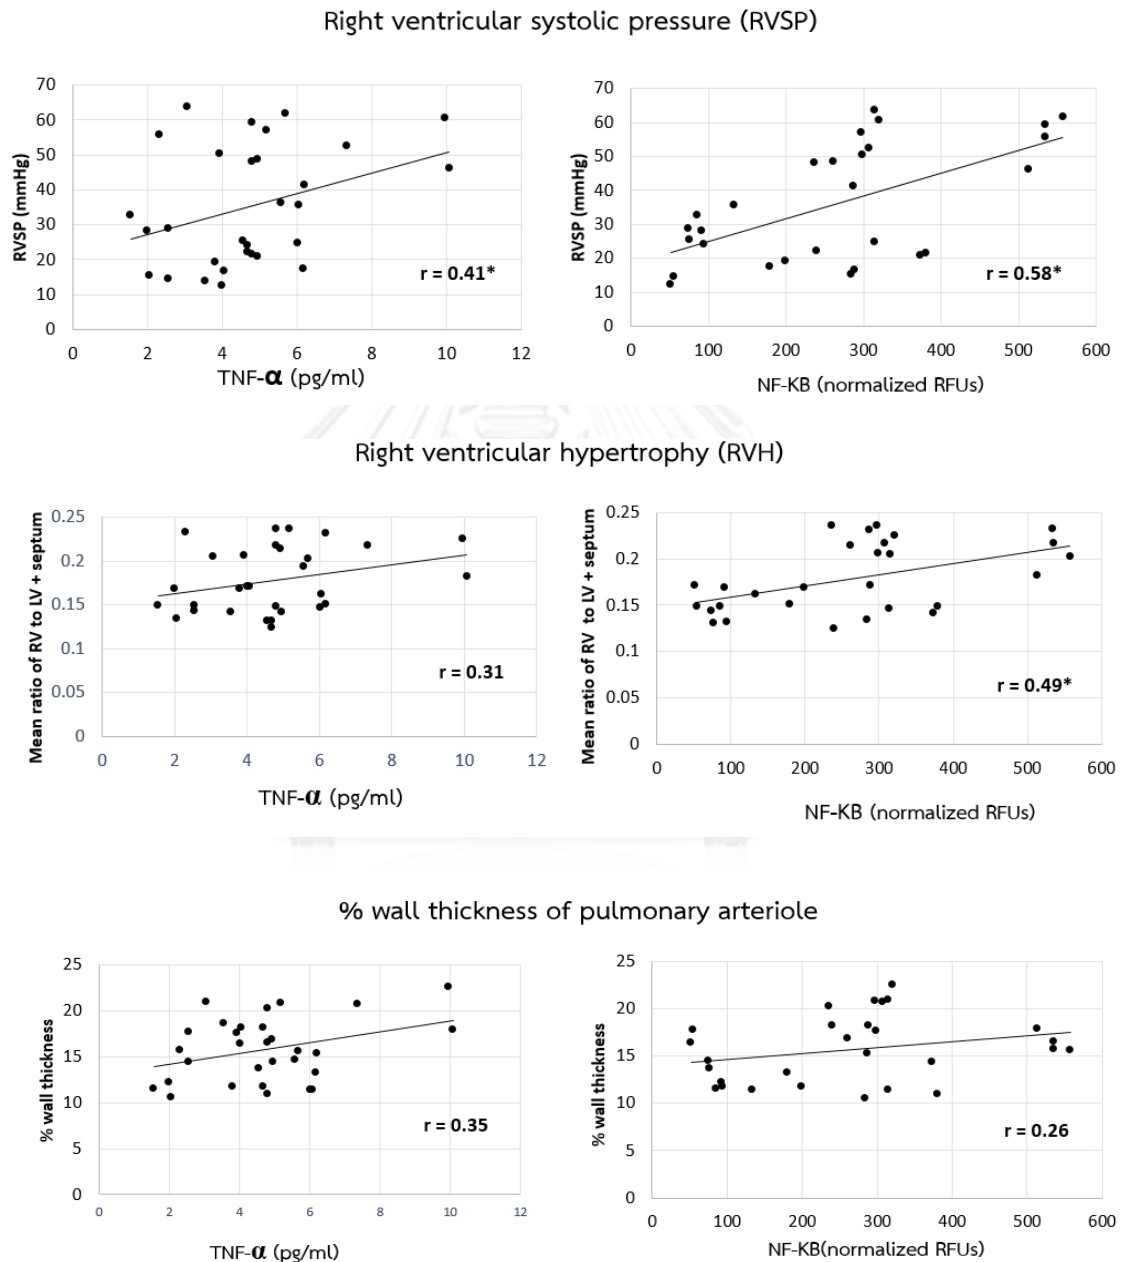 Right ventricular systolic pressure (RVSP)
RVSP (mmHg)
70
60
50
40
30
20
10
0
0 2 4 6 8 10 12
r = 0.41*
TNF-α (pg/ml)
RVSP (mmHg)
70
60
50
40
30
20
10
0
0 100 200 300 400 500 600
r = 0.58*
NF-KB (normalized RFUs)
Right ventricular hypertrophy (RVH)
Mean ratio of RV to LV + septum
0.25
0.2
0.15
0.1
0.05
0
0 2 4 6 8 10 12
r = 0.31
TNF-α (pg/ml)
Mean ratio of RV to LV + septum
0.25
0.2
0.15
0.1
0.05
0
0 100 200 300 400 500 600
r = 0.49*
NF-KB (normalized RFUs)
% wall thickness of pulmonary arteriole
% wall thickness
25
20
15
10
5
0
0 2 4 6 8 10 12
r = 0.35
TNF-α (pg/ml)
% wall thickness
25
20
15
10
5
0
0 100 200 300 400 500 600
r = 0.26
NF-KB(normalized RFUs)